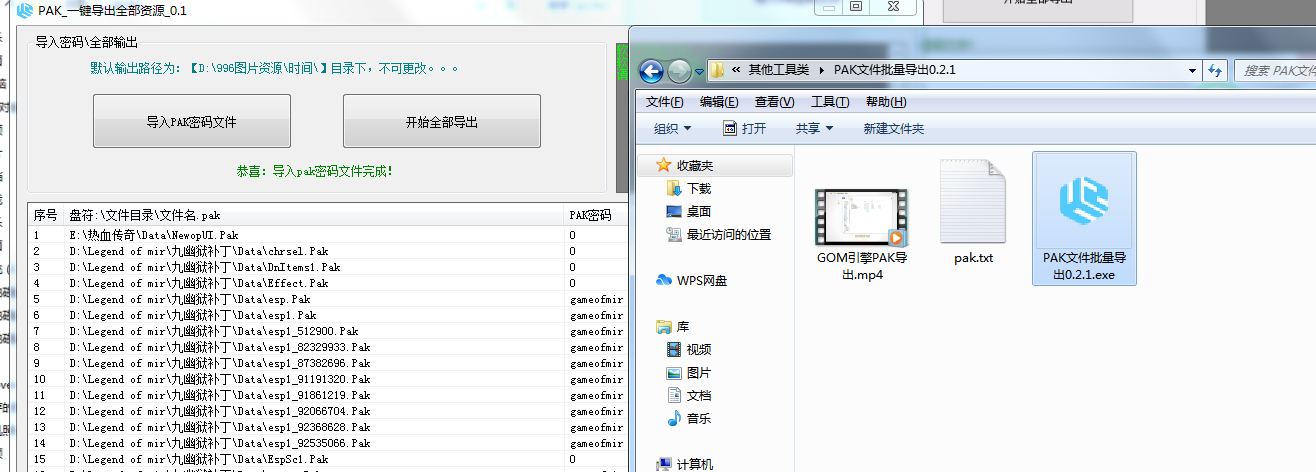 PAK_一键导出全部资源_0.1
导入密码\全部输出
默认输出路径为：【D:\996图片资源\时间\】目录下，不可更改。。。
导入PAK密码文件
开始全部导出
恭喜：导入pak密码文件完成！
序号 盘符:\文件目录\文件名.pak PAK密码
1 E:\热血传奇\Data\NewopUI.Pak 0
2 D:\Legend of mir\九幽狱补丁\Data\chrsel.Pak 0
3 D:\Legend of mir\九幽狱补丁\Data\DnItems1.Pak 0
4 D:\Legend of mir\九幽狱补丁\Data\Effect.Pak 0
5 D:\Legend of mir\九幽狱补丁\Data\esp.Pak gameofmir
6 D:\Legend of mir\九幽狱补丁\Data\esp1.Pak gameofmir
7 D:\Legend of mir\九幽狱补丁\Data\esp1_512900.Pak gameofmir
8 D:\Legend of mir\九幽狱补丁\Data\esp1_82329933.Pak gameofmir
9 D:\Legend of mir\九幽狱补丁\Data\esp1_87382696.Pak gameofmir
10 D:\Legend of mir\九幽狱补丁\Data\esp1_91191320.Pak gameofmir
11 D:\Legend of mir\九幽狱补丁\Data\esp1_91861219.Pak gameofmir
12 D:\Legend of mir\九幽狱补丁\Data\esp1_92066704.Pak gameofmir
13 D:\Legend of mir\九幽狱补丁\Data\esp1_92368628.Pak gameofmir
14 D:\Legend of mir\九幽狱补丁\Data\esp1_92535066.Pak gameofmir
15 D:\Legend of mir\九幽狱补丁\Data\EspSc1.Pak 0
« 其他工具类 PAK文件批量导出0.2.1
搜索 PAK文
文件(F) 编辑(E) 查看(V) 工具(T) 帮助(H)
组织 打开 共享 新建文件夹
收藏夹
下载
桌面
最近访问的位置
WPS网盘
库
视频
图片
文档
音乐
计算机
GOM引擎PAK导
出.mp4
pak.txt
PAK文件批量导
出0.2.1.exe